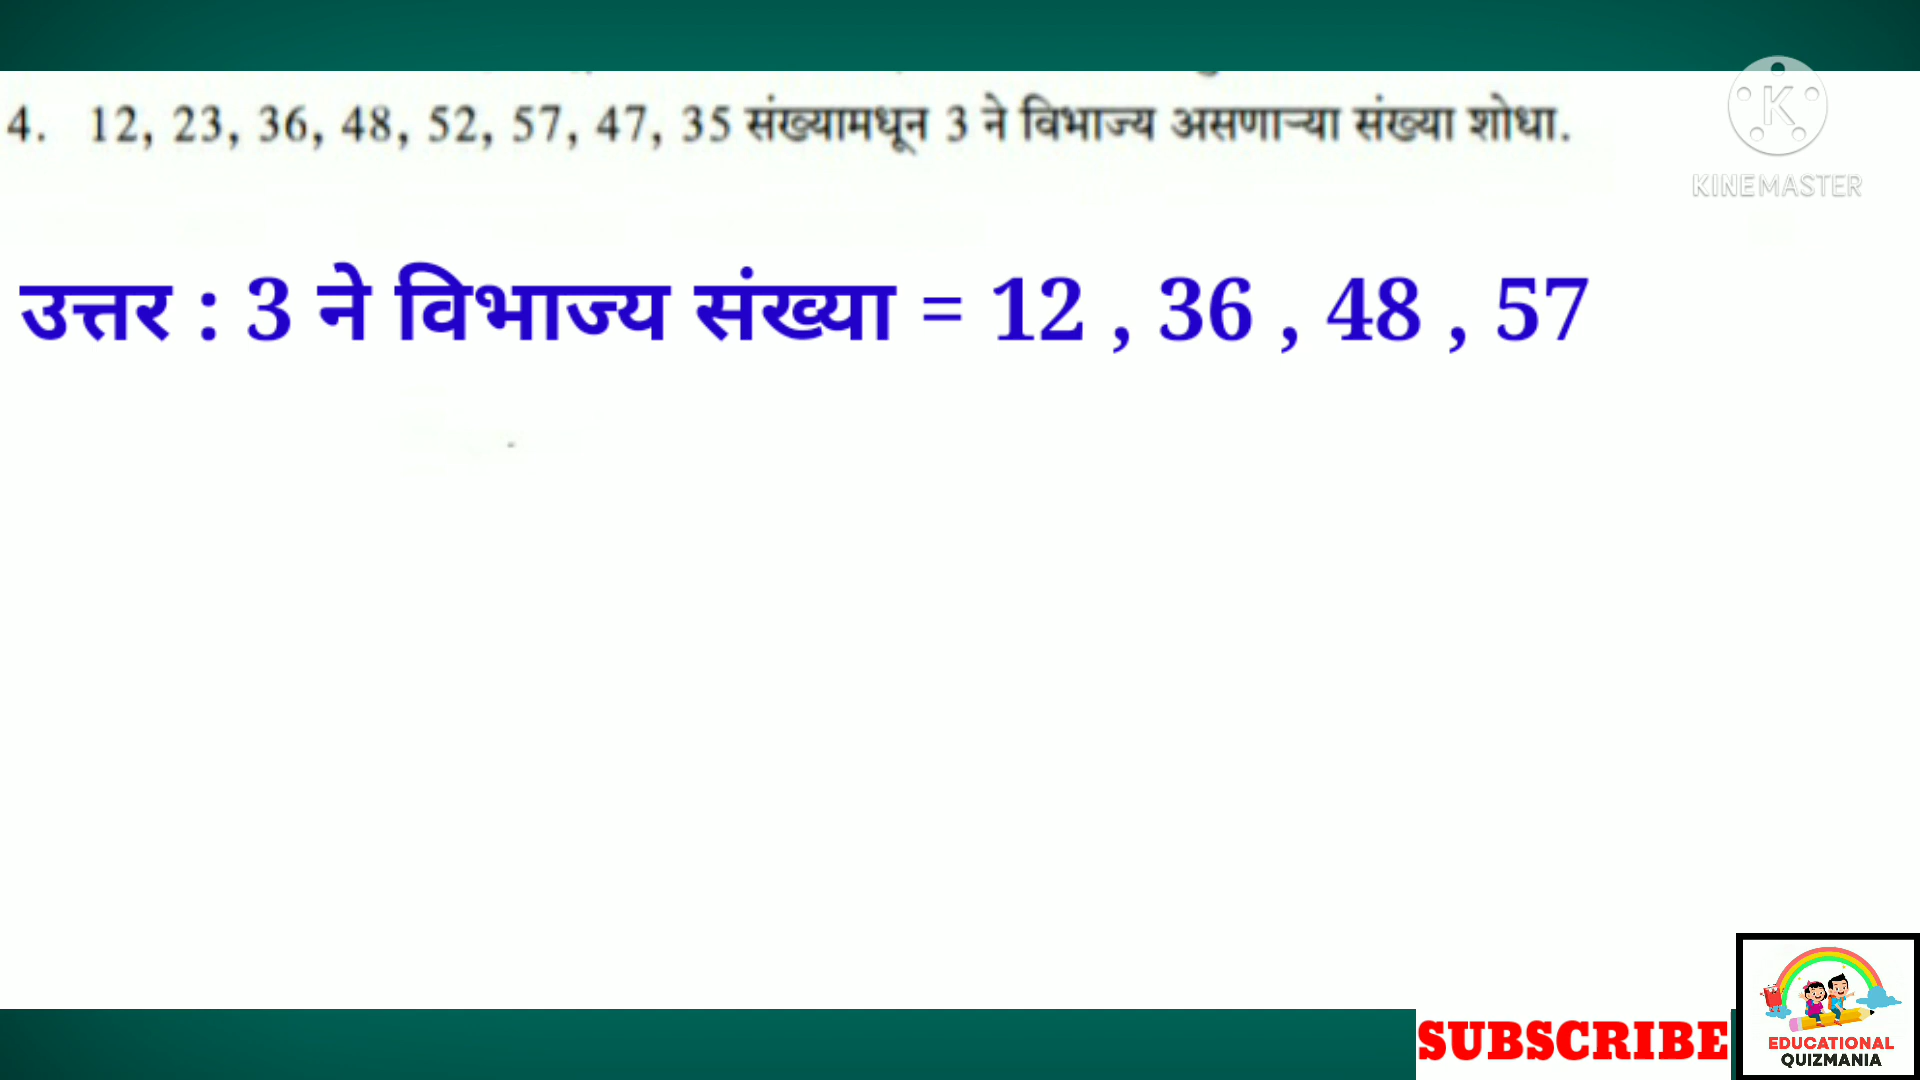 4. 12, 23, 36, 48, 52, 57, 47, 35 संख्यामधून 3 ने विभाज्य असणाऱ्या संख्या शोधा.
KINEMASTER
उत्तर : 3 ने विभाज्य संख्या = 12 , 36 , 48 , 57
SUBSCRIBE
EDUCATIONAL
QUIZMANIA